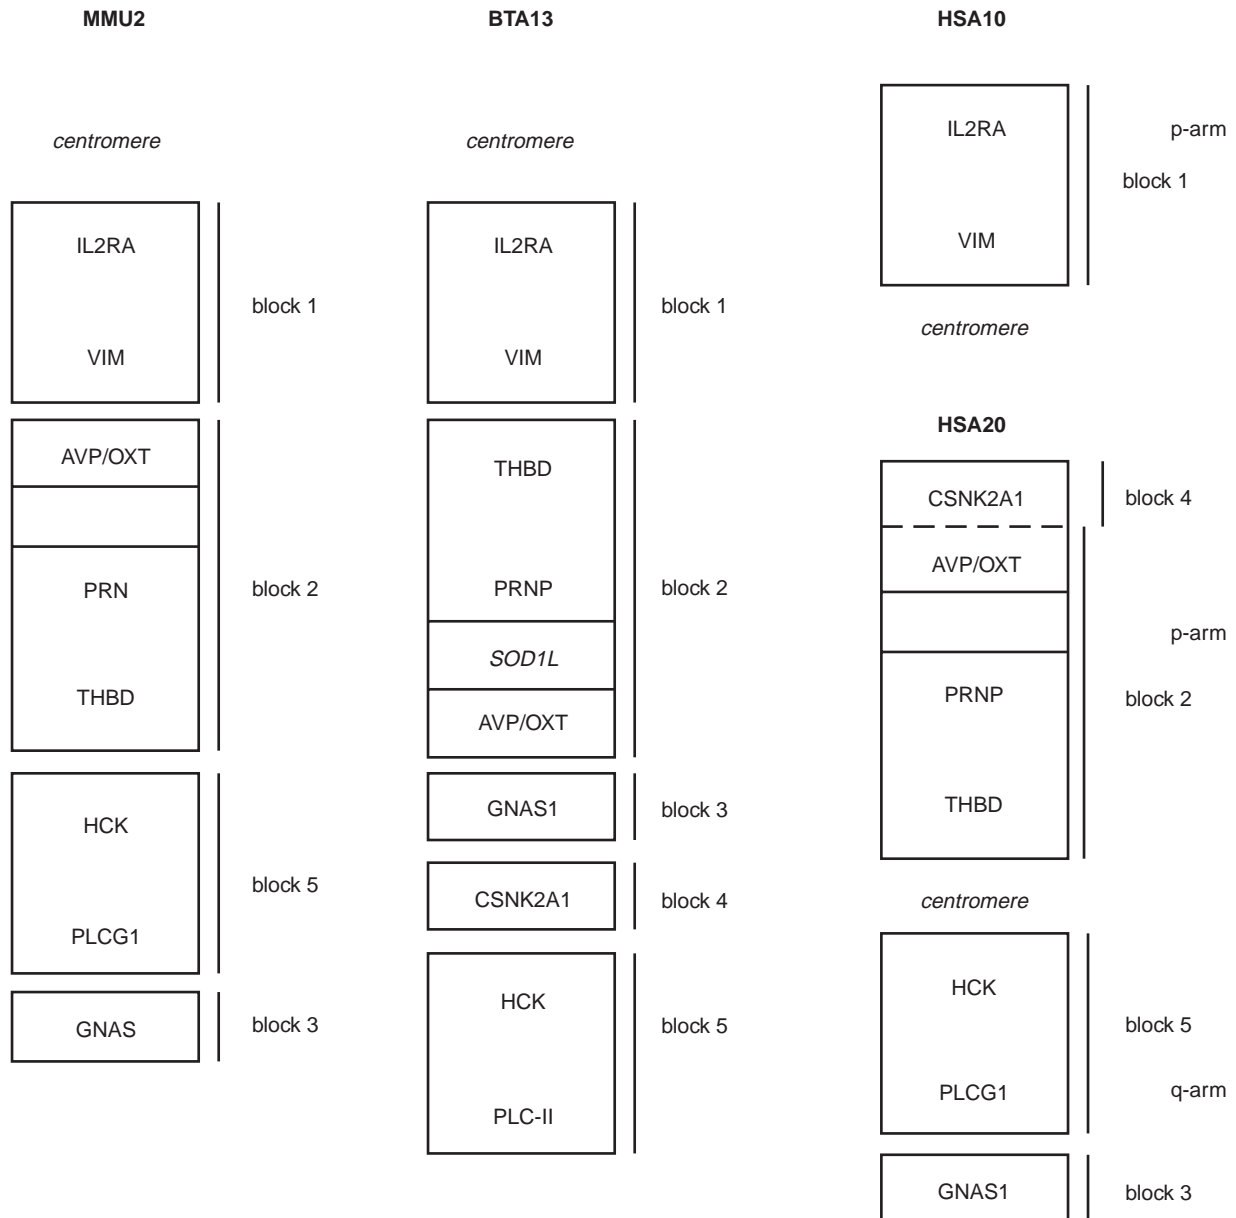 MMU2
centromere
IL2RA
block 1
VIM
AVP/OXT
PRN
block 2
THBD
HCK
block 5
PLCG1
GNAS
block 3
BTA13
centromere
IL2RA
block 1
VIM
THBD
PRNP
block 2
SOD1L
AVP/OXT
GNAS1
block 3
CSNK2A1
block 4
HCK
block 5
PLC-II
HSA10
IL2RA
p-arm
block 1
VIM
centromere
HSA20
CSNK2A1
block 4
AVP/OXT
p-arm
PRNP
block 2
THBD
centromere
HCK
block 5
PLCG1
q-arm
GNAS1
block 3